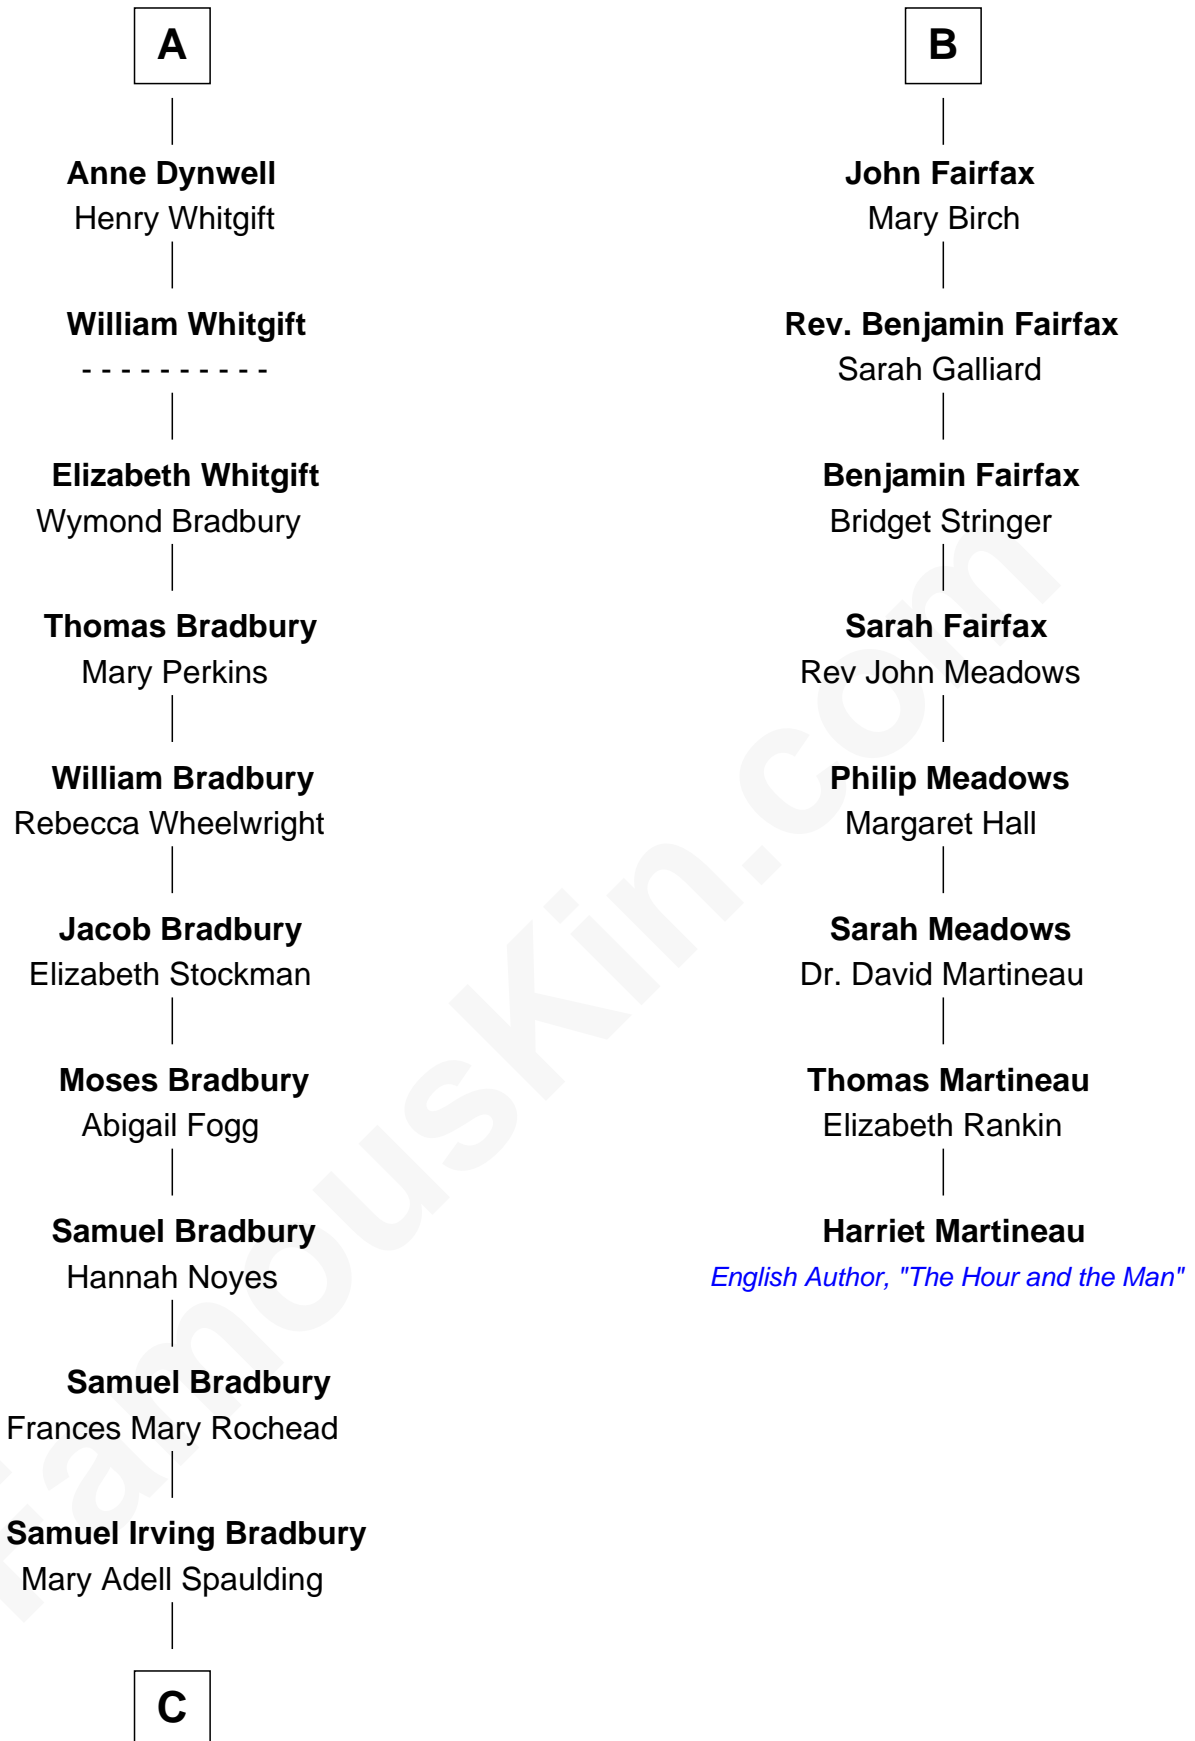 A
Anne Dynwell
Henry Whitgift
William Whitgift
- - - - - - - - - -
Elizabeth Whitgift
Wymond Bradbury
Thomas Bradbury
Mary Perkins
William Bradbury
Rebecca Wheelwright
Jacob Bradbury
Elizabeth Stockman
Moses Bradbury
Abigail Fogg
Samuel Bradbury
Hannah Noyes
Samuel Bradbury
Frances Mary Rochead
Samuel Irving Bradbury
Mary Adell Spaulding
C
B
John Fairfax
Mary Birch
Rev. Benjamin Fairfax
Sarah Galliard
Benjamin Fairfax
Bridget Stringer
Sarah Fairfax
Rev John Meadows
Philip Meadows
Margaret Hall
Sarah Meadows
Dr. David Martineau
Thomas Martineau
Elizabeth Rankin
Harriet Martineau
English Author, "The Hour and the Man"
FamousKin.com